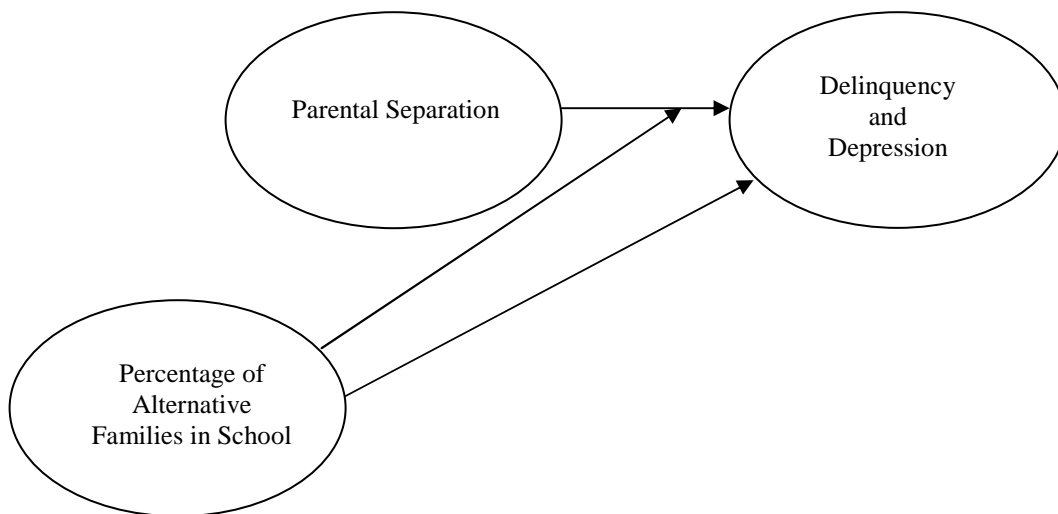 Parental Separation
Delinquency
and
Depression
Percentage of
Alternative
Families in School